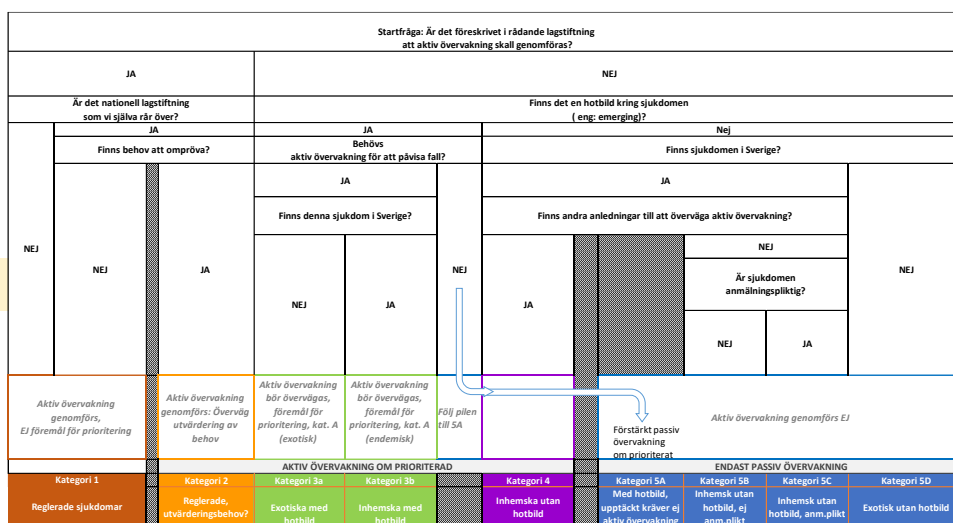 Startfråga: Är det föreskrivet i rådande lagstiftning
att aktiv övervakning skall genomföras?
JA
NEJ
Är det nationell lagstiftning
som vi själva rår över?
Finns det en hotbild kring sjukdomen
( eng: emerging)?
NEJ
JA
JA
Nej
Finns behov att ompröva?
Behövs
aktiv övervakning för att påvisa fall?
Finns sjukdomen i Sverige?
NEJ
JA
JA
NEJ
JA
NEJ
Finns denna sjukdom i Sverige?
Finns andra anledningar till att överväga aktiv övervakning?
NEJ
JA
JA
NEJ
Är sjukdomen
anmälningspliktig?
NEJ
JA
Aktiv övervakning
genomförs,
EJ föremål för prioritering
Aktiv övervakning
genomförs: Överväg
utvärdering av
behov
Aktiv övervakning
bör övervägas,
föremål för
prioritering, kat. A
(exotisk)
Aktiv övervakning
bör övervägas,
föremål för
prioritering, kat. A
(endemisk)
Följ pilen
till 5A
Förstärkt passiv
övervakning
om prioriterat
Aktiv övervakning genomförs EJ
AKTIV ÖVERVAKNING OM PRIORITERAD
ENDAST PASSIV ÖVERVAKNING
Kategori 1
Reglerade sjukdomar
Kategori 2
Reglerade,
utvärderingsbehov?
Kategori 3a
Exotiska med
hotbild
Kategori 3b
Inhemska med
hotbild
Kategori 4
Inhemska utan
hotbild
Kategori 5A
Med hotbild,
upptäckt kräver ej
aktiv övervakning
Kategori 5B
Inhemsk utan
hotbild, ej
anm.plikt
Kategori 5C
Inhemsk utan
hotbild, anm.plikt
Kategori 5D
Exotisk utan hotbild